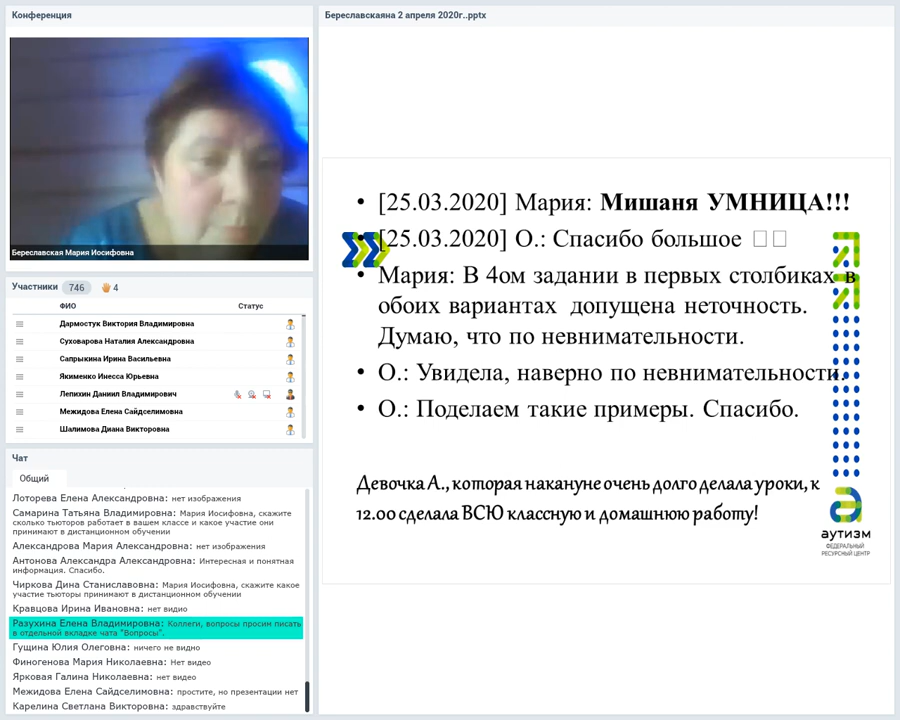 Конференция
Береславская Мария Иосифовна
Участники 746 4
ФИО Статус
Дармостук Виктория Владимировна
Суховарова Наталия Александровна
Сапрыкина Ирина Васильевна
Якименко Инесса Юрьевна
Лепихин Даниил Владимирович
Межидова Елена Сайдселимовна
Шалимова Диана Викторовна
Чат
Общий
Лоторева Елена Александровна: нет изображения
Самарина Татьяна Владимировна: Мария Иосифовна, скажите
сколько тьюторов работает в вашем классе и какое участие они
принимают в дистанционном обучении
Александрова Мария Александровна: нет изображения
Антонова Александра Александровна: Интересная и понятная
информация. Спасибо.
Чиркова Дина Станиславовна: Мария Иосифовна, скажите какое
участие тьюторы принимают в дистанционном обучении
Кравцова Ирина Ивановна: нет видио
Разухина Елена Владимировна: Коллеги, вопросы просим писать
в отдельной вкладке чата "Вопросы".
Гущина Юлия Олеговна: ничего не видно
Финогенова Мария Николаевна: Нет видео
Ярковая Галина Николаевна: нет видео
Межидова Елена Сайдселимовна: простите, но презентации нет
Карелина Светлана Викторовна: здравствуйте
Береславскаяна 2 апреля 2020г..pptx
• [25.03.2020] Мария: Мишаня УМНИЦА!!!
• [25.03.2020] О.: Спасибо большое
• Мария: В 4ом задании в первых столбиках в
обоих вариантах допущена неточность.
Думаю, что по невнимательности.
• О.: Увидела, наверно по невнимательности.
• О.: Поделаем такие примеры. Спасибо.
Девочка А., которая накануне очень долго делала уроки, к
12.00 сделала ВСЮ классную и домашнюю работу!
аутизм
ФЕДЕРАЛЬНЫЙ
РЕСУРСНЫЙ ЦЕНТР